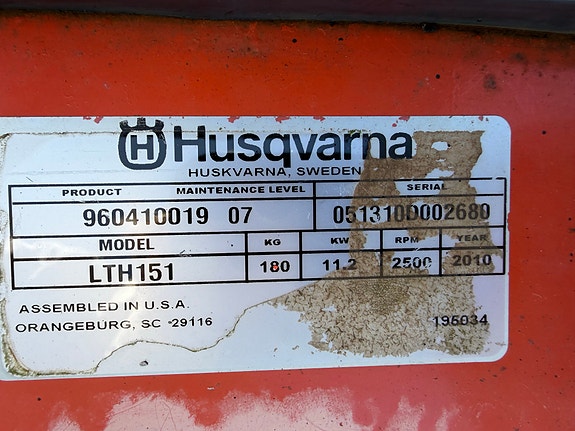 Husqvarna
HUSKVARNA, SWEDEN
PRODUCT MAINTENANCE LEVEL SERIAL
960410019 07 051310D002680
MODEL KG KW RPM YEAR
LTH151 180 11.2 2500 2010
ASSEMBLED IN U.S.A.
ORANGEBURG, SC 29116
195034